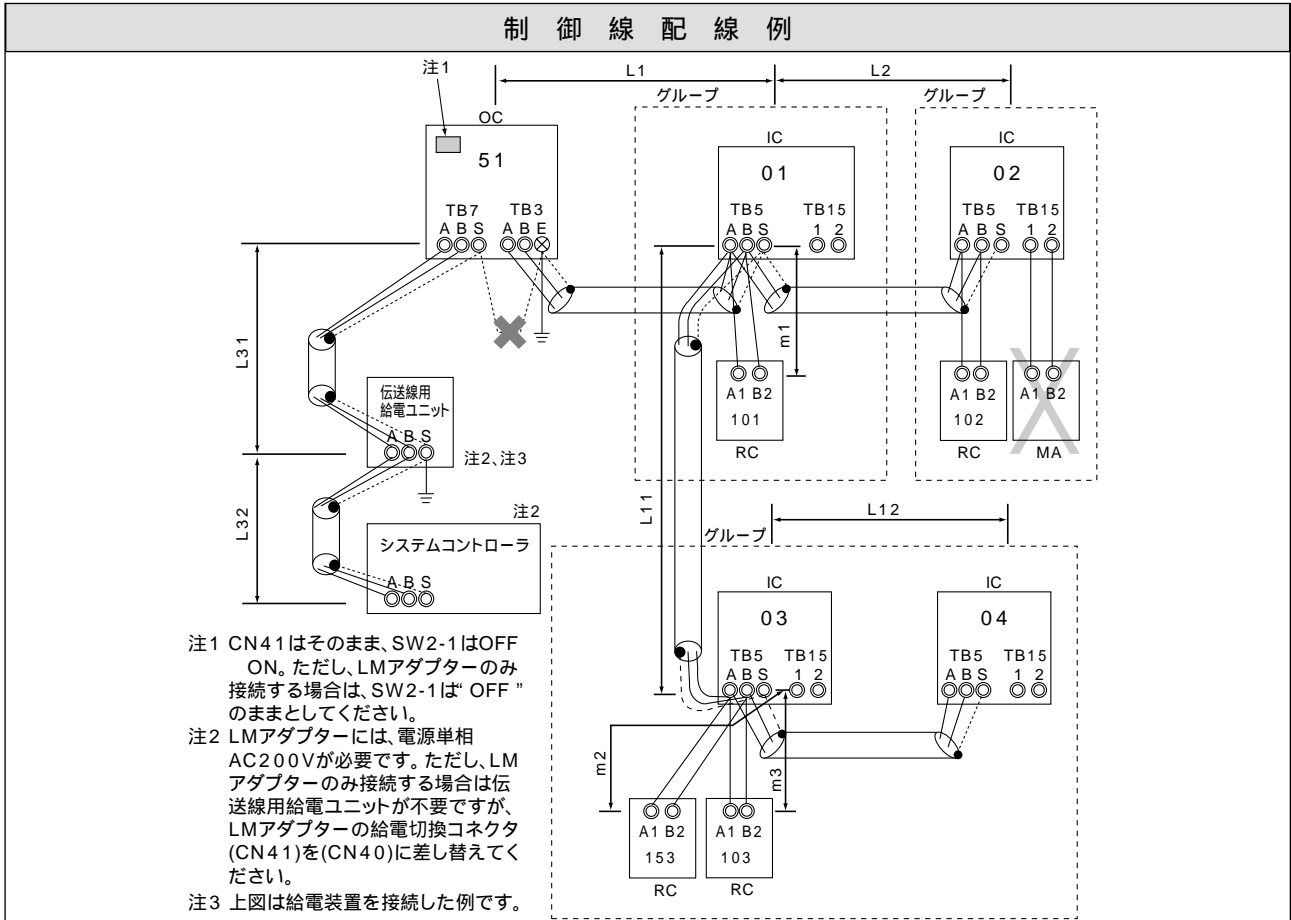 制御線配線例
注1
L1
L2
グループ
グループ
OC
IC
IC
51
01
02
TB7
TB3
TB5
TB15
TB5
TB15
A B S
A B E
A B S
1 2
A B S
1 2
L31
m1
伝送線用
給電ユニット
A1 B2
A1 B2
A1 B2
101
102
A B S
RC
RC
MA
注2、注3
L11
L32
注2
L12
グループ
システムコントローラ
IC
IC
A B S
03
04
TB5
TB15
TB5
TB15
A B S
1 2
A B S
1 2
m2
m3
A1 B2
A1 B2
153
103
RC
RC
注1 CN41はそのまま、SW2-1はOFF
ON。ただし、LMアダプターのみ
接続する場合は、SW2-1は“OFF”
のままとしてください。
注2 LMアダプターには、電源単相
AC200Vが必要です。ただし、LM
アダプターのみ接続する場合は伝
送線用給電ユニットが不要ですが、
LMアダプターの給電切換コネクタ
(CN41)を(CN40)に差し替えてく
ださい。
注3 上図は給電装置を接続した例です。